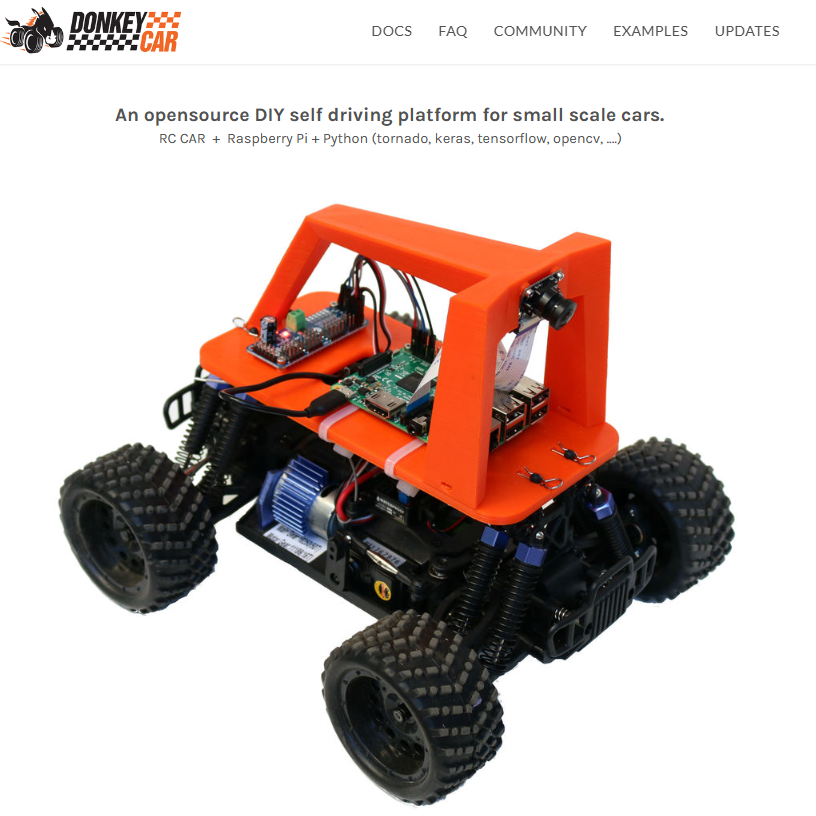 DONKEY
CAR
DOCS
FAQ
COMMUNITY
EXAMPLES
UPDATES
An opensource DIY self driving platform for small scale cars.
RC CAR + Raspberry Pi + Python (tornado, keras, tensorflow, opencv, ....)